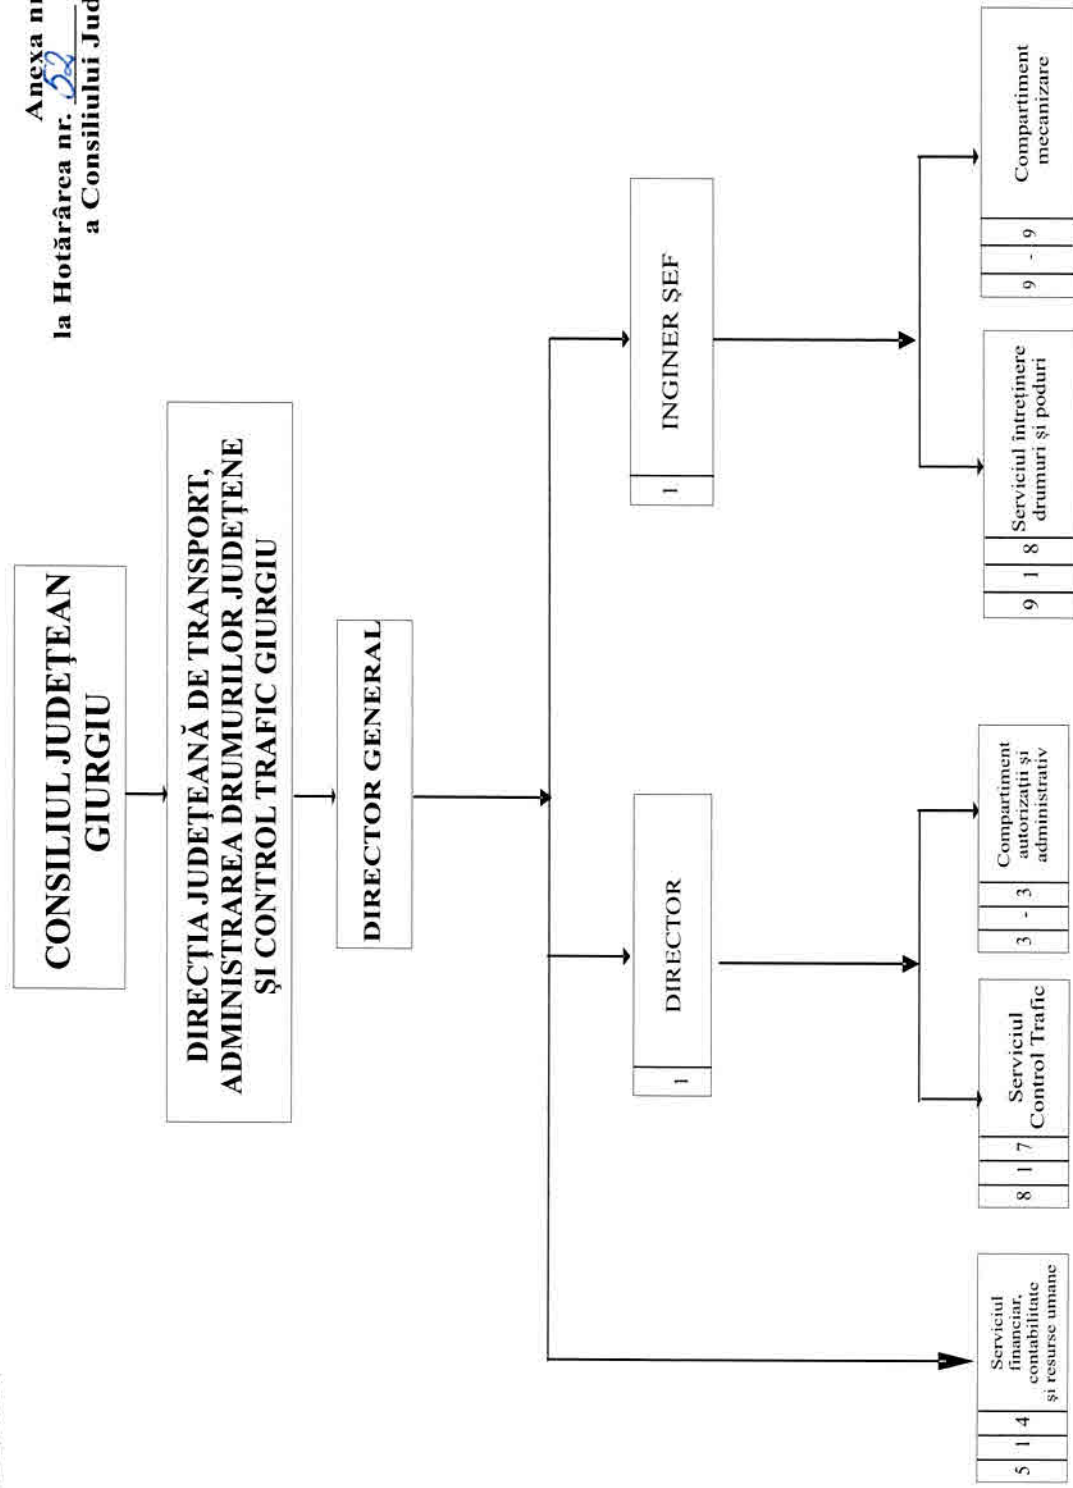 Anexa
la Hotărârea nr. 52
a Consiliului
CONSILIUL JUDEȚEAN
GIURGIU
DIRECȚIA JUDEȚEANĂ DE TRANSPORT,
ADMINISTRAREA DRUMURILOR JUDEȚENE
ȘI CONTROL TRAFIC GIURGIU
DIRECTOR GENERAL
1
DIRECTOR
1
INGINER ȘEF
5 1 4
Serviciul
financiar,
contabilitate
și resurse umane
8 1 7
Serviciul
Control Trafic
3 - 3
Compartiment
autorizații și
administrativ
9 1 8
Serviciul întreținere
drumuri și poduri
9 - 9
Compartiment
mecanizare